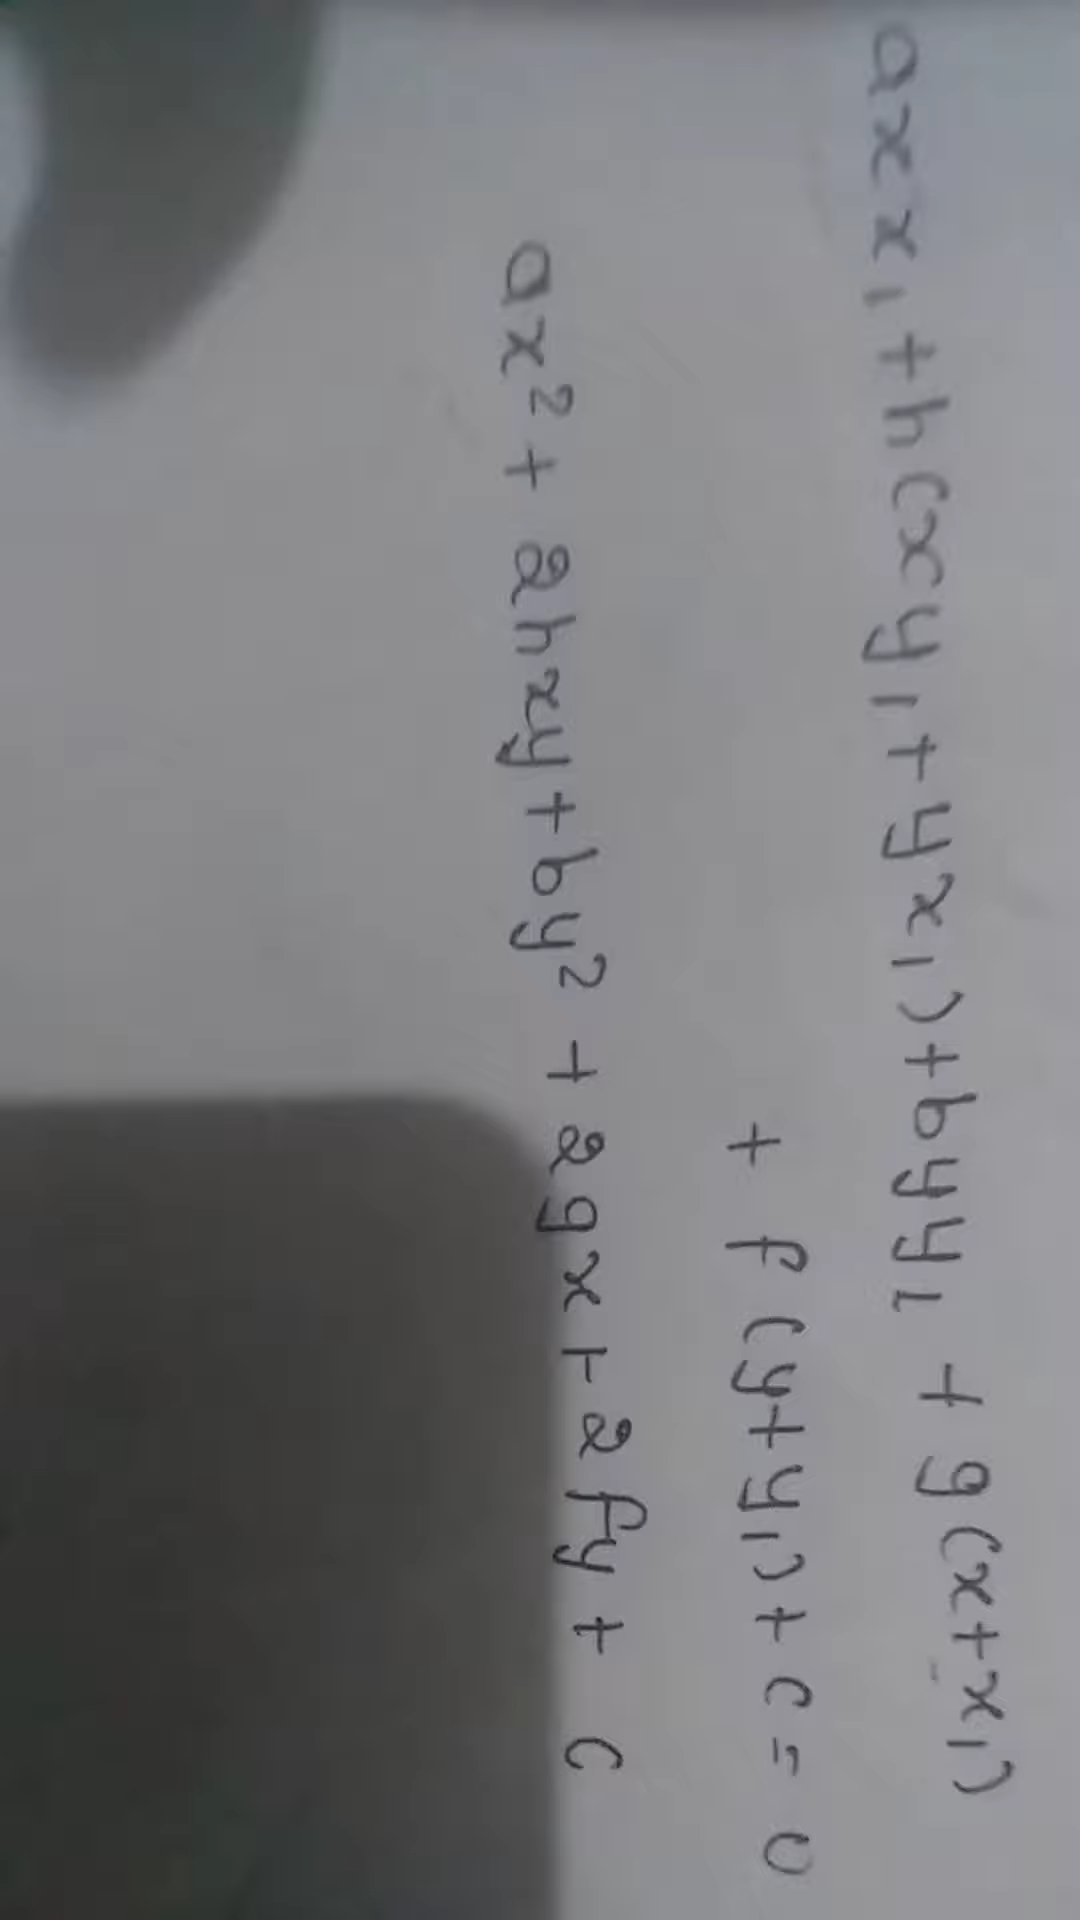 axx₁+h(xy₁+yx₁)+byy₁ + g(x+x₁)
+ f(y+y₁)+c=0
ax²+2hxy+by²+2gx+2fy+c